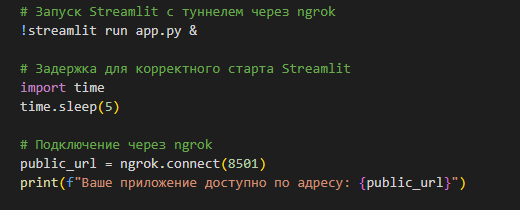 # Запуск Streamlit с туннелем через ngrok
!streamlit run app.py &
# Задержка для корректного старта Streamlit
import time
time.sleep(5)
# Подключение через ngrok
public_url = ngrok.connect(8501)
print(f"Ваше приложение доступно по адресу: {public_url}")